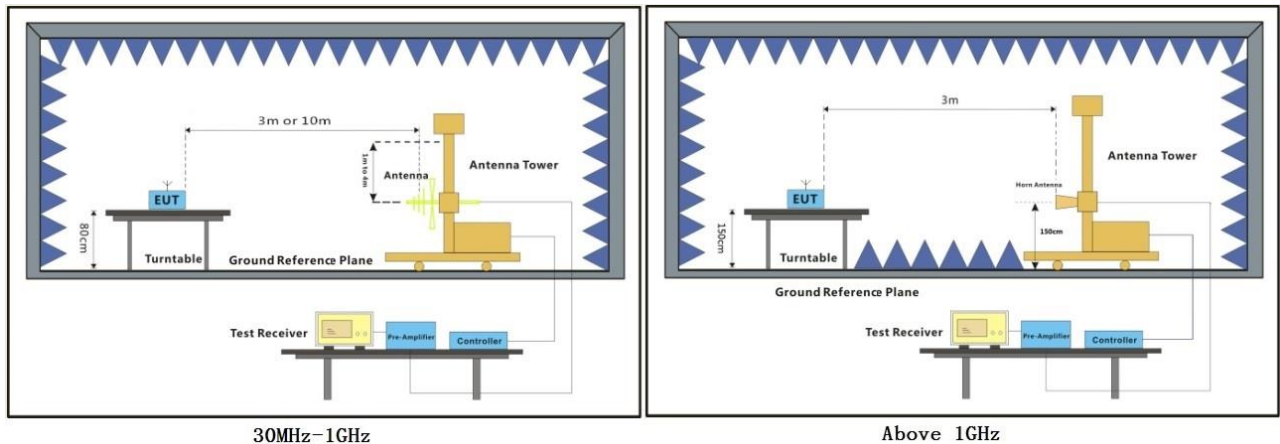 3m or 10m
1m to 4m
Antenna
Antenna Tower
EUT
80cm
Turntable
Ground Reference Plane
Test Receiver
Pre-Amplifier
Controller
30MHz-1GHz
3m
Antenna Tower
Horn Antenna
EUT
150cm
150cm
Turntable
Ground Reference Plane
Test Receiver
Pre-Amplifier
Controller
Above 1GHz